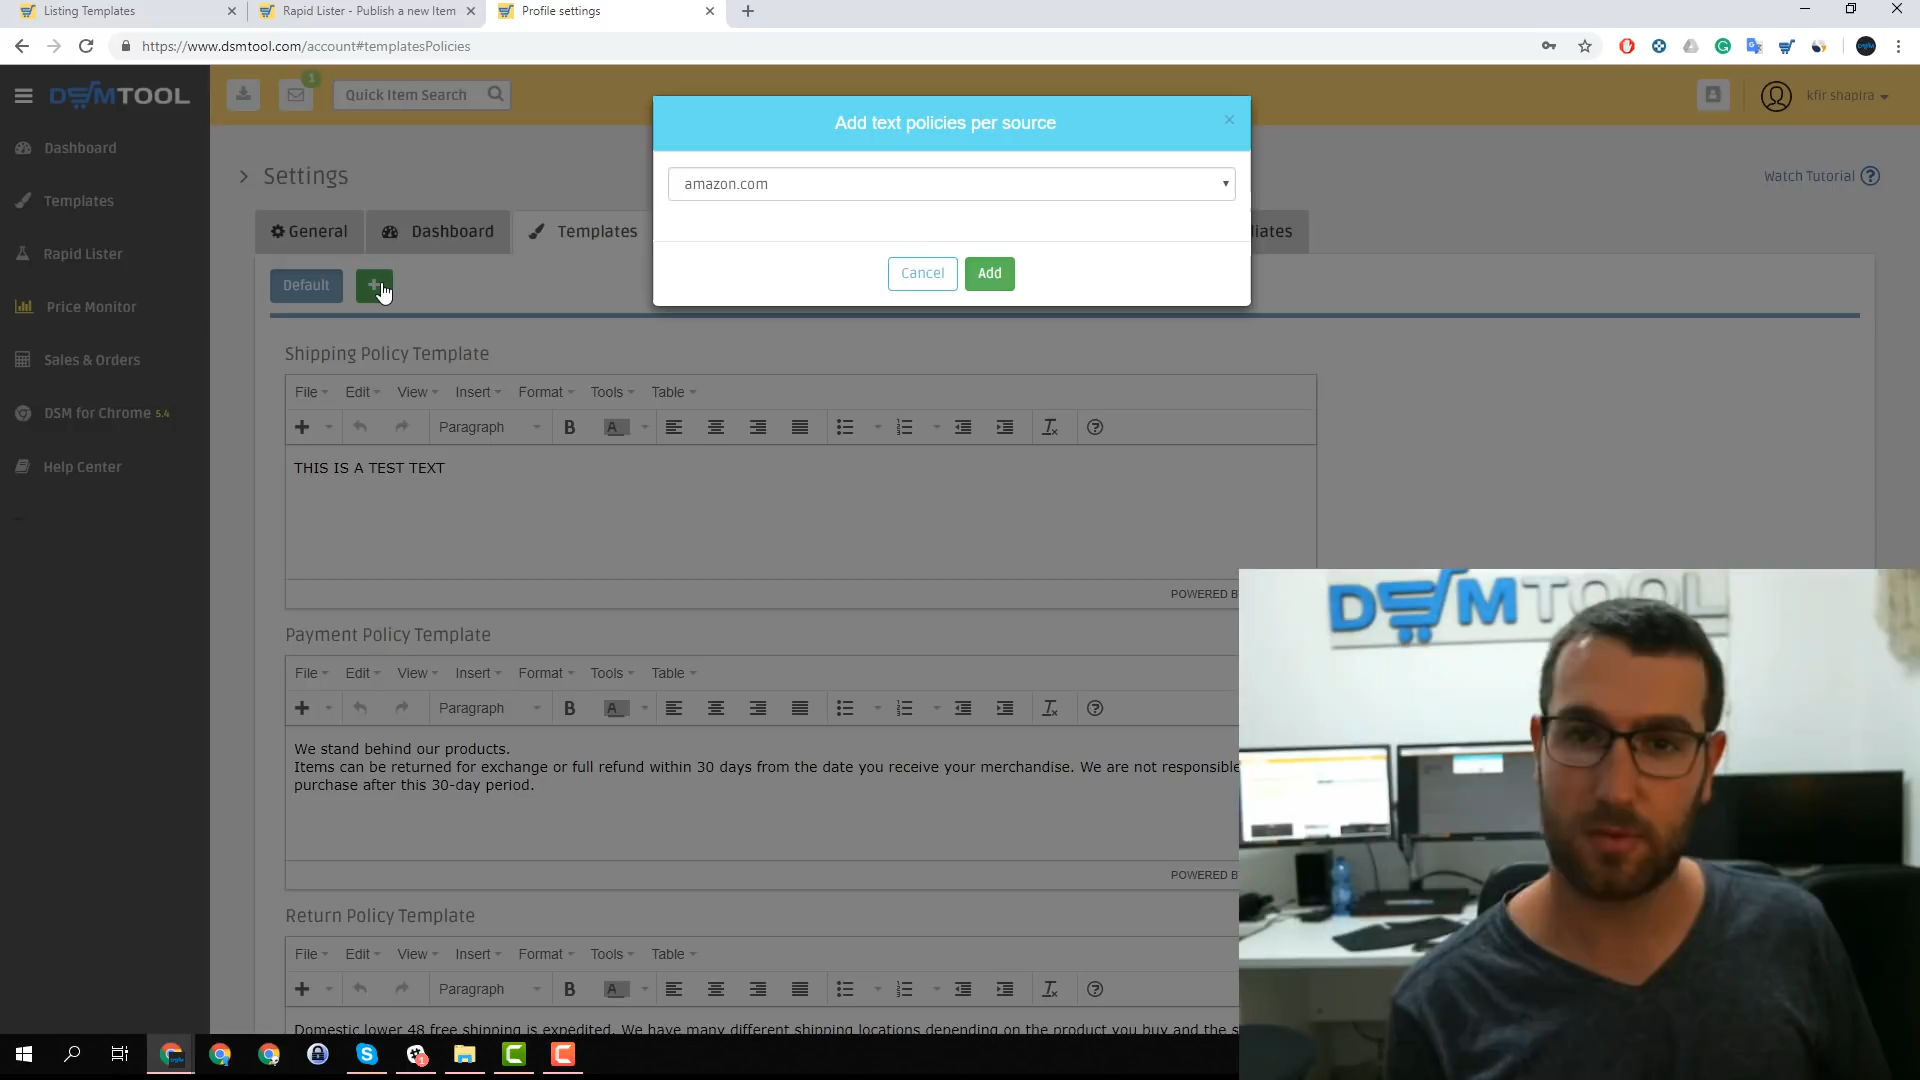 Listing Templates
Rapid Lister - Publish a new Item
Profile settings
https://www.dsmtool.com/account#templatesPolicies
DSMTOOL
1
Quick Item Search
kfir shapira
Add text policies per source
amazon.com
Cancel
Add
Dashboard
Templates
Rapid Lister
Price Monitor
Sales & Orders
DSM for Chrome 5.4
Help Center
Settings
Watch Tutorial
General
Dashboard
Templates
iates
Default
Shipping Policy Template
File Edit View Insert Format Tools Table
Paragraph B A
THIS IS A TEST TEXT
POWERED B
Payment Policy Template
File Edit View Insert Format Tools Table
Paragraph B A
We stand behind our products.
Items can be returned for exchange or full refund within 30 days from the date you receive your merchandise. We are not responsible
purchase after this 30-day period.
POWERED B
Return Policy Template
File Edit View Insert Format Tools Table
Paragraph B A
Domestic lower 48 free shipping is expedited. We have many different shipping locations depending on the product you buy and the s
DSMTOOL